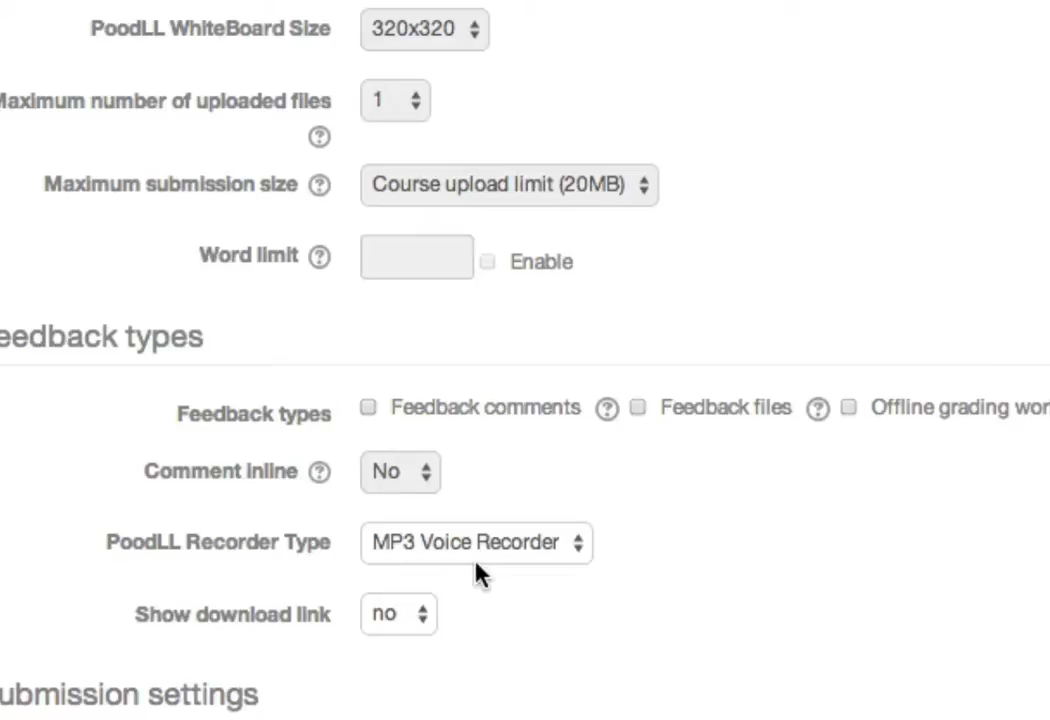 PoodLL WhiteBoard Size 320x320
Maximum number of uploaded files 1
?
Maximum submission size ? Course upload limit (20MB)
Word limit ? Enable
eedback types
Feedback types Feedback comments ? Feedback files ? Offline grading wor
Comment inline ? No
PoodLL Recorder Type MP3 Voice Recorder
Show download link no
ubmission settings